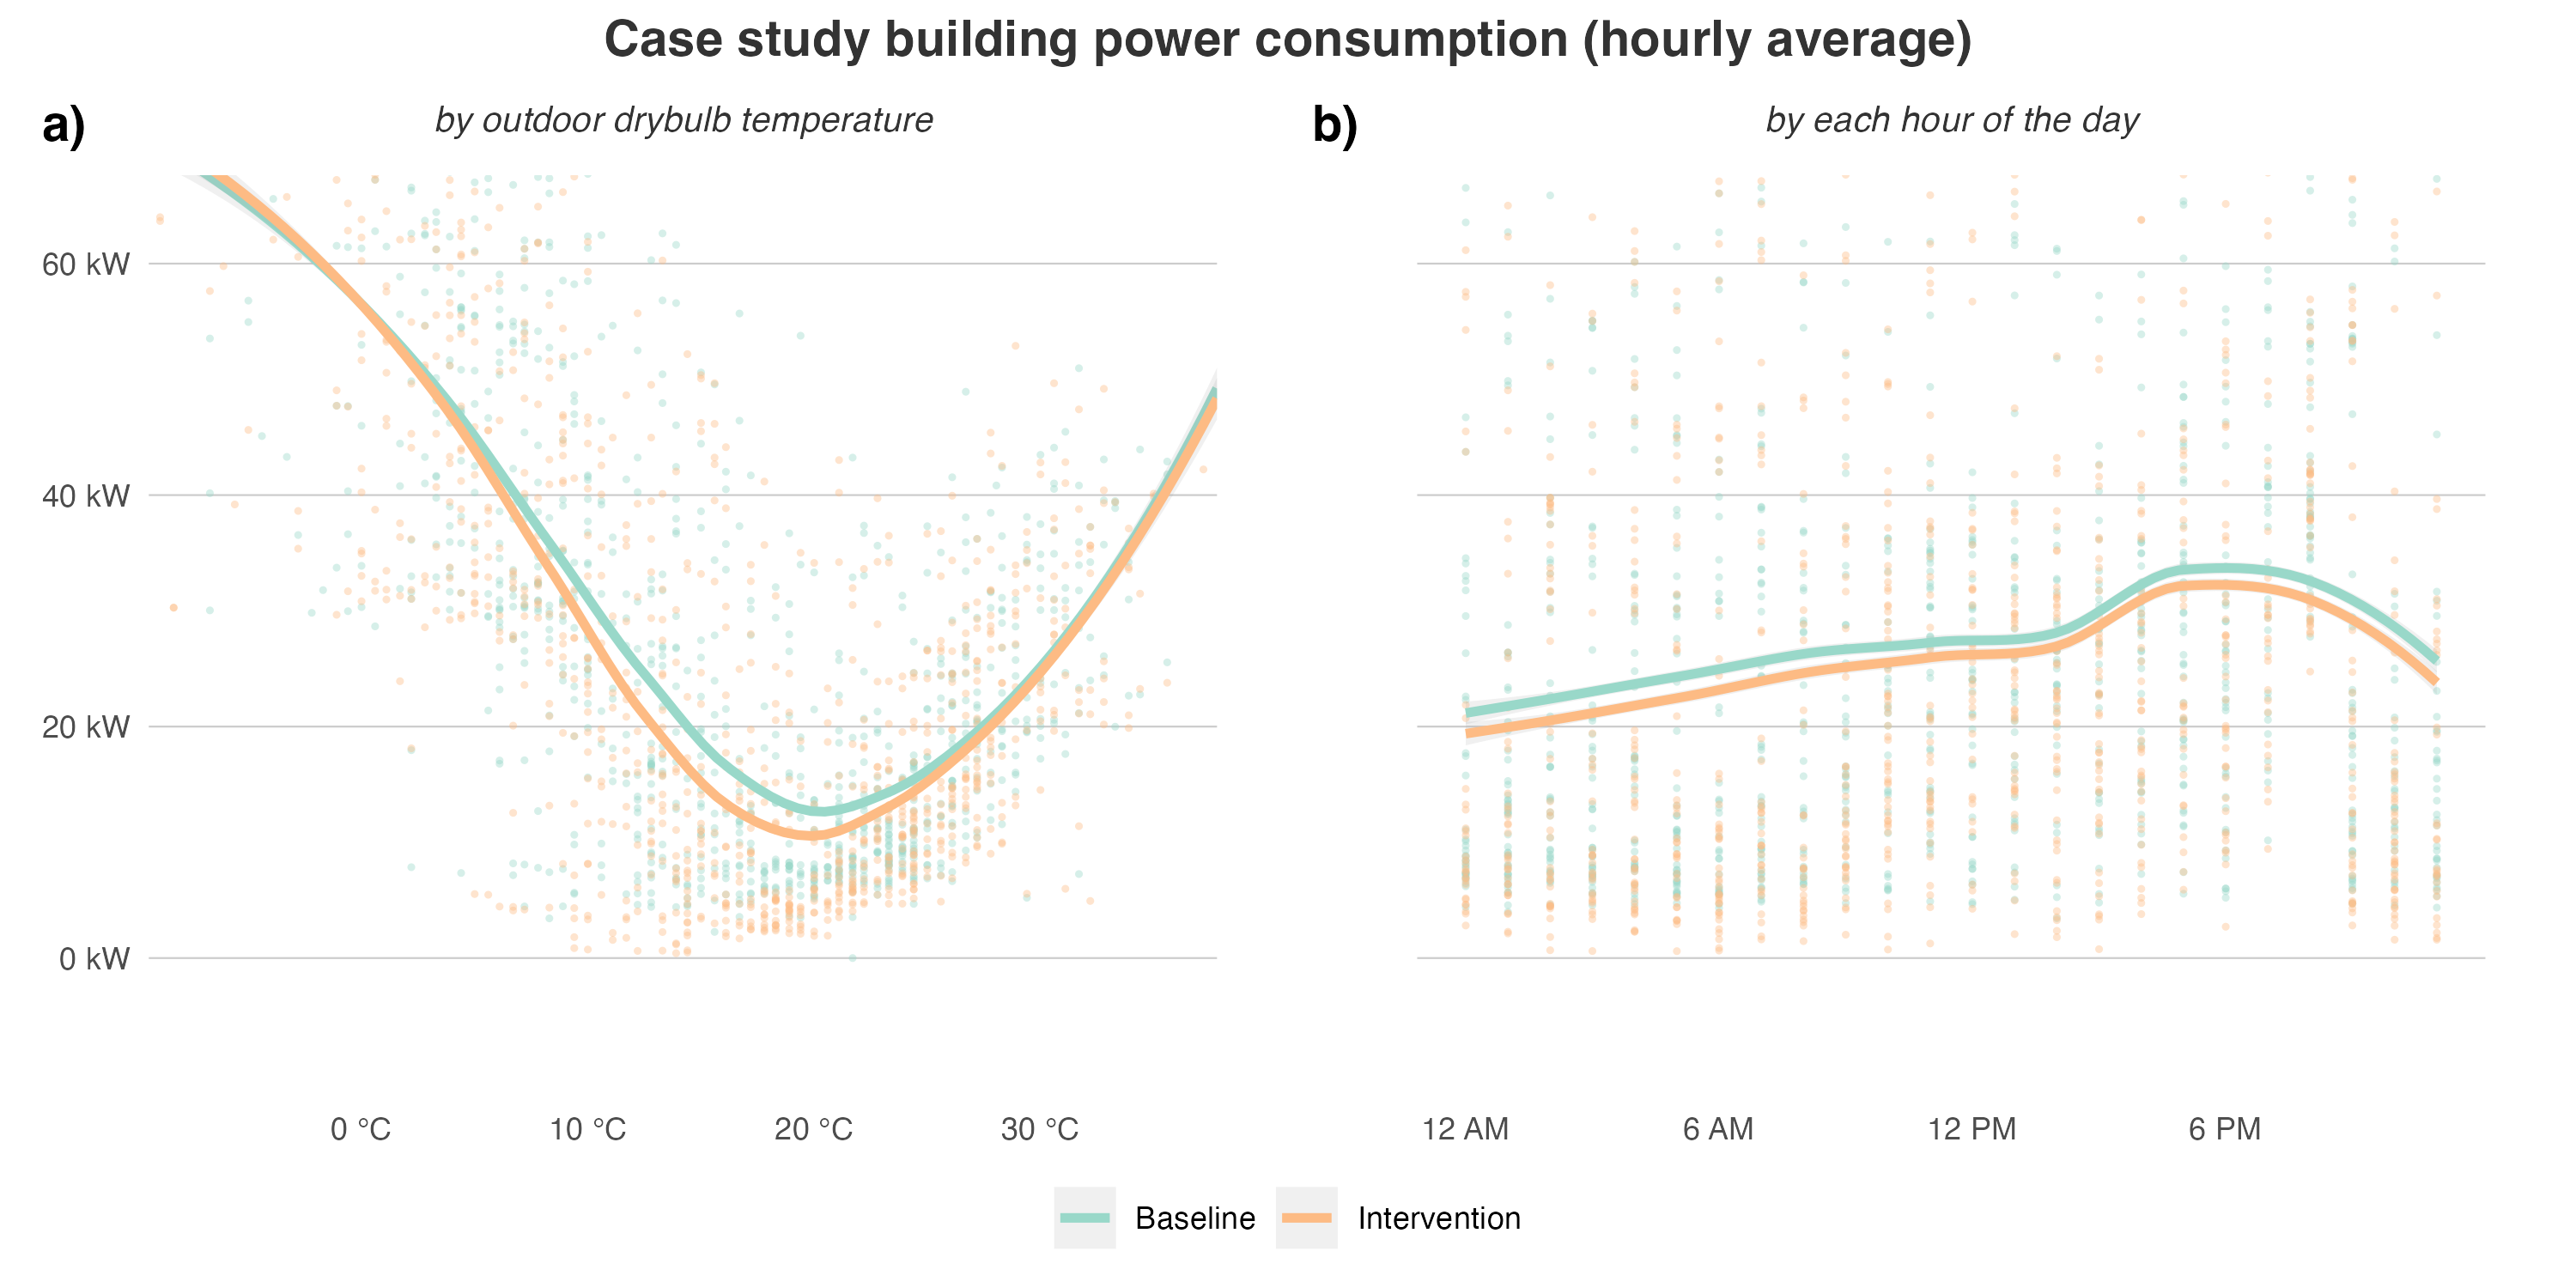 Case study building power consumption (hourly average)
a)
by outdoor drybulb temperature
b)
by each hour of the day
60 kW
40 kW
20 kW
0 kW
0 °C 10 °C 20 °C 30 °C
12 AM 6 AM 12 PM 6 PM
Baseline Intervention